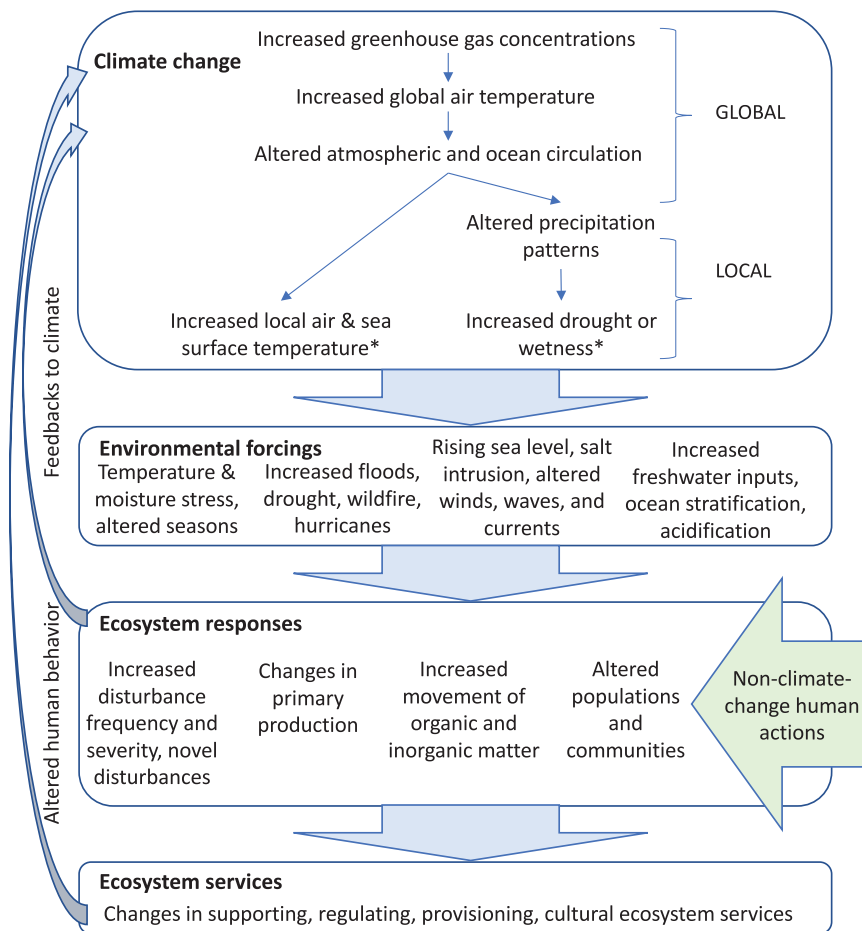 Climate change
Increased greenhouse gas concentrations
Increased global air temperature
Altered atmospheric and ocean circulation
GLOBAL
Altered precipitation
patterns
LOCAL
Increased local air & sea
surface temperature*
Increased drought or
wetness*
Feedbacks to climate
Altered human behavior
Environmental forcings
Temperature &
moisture stress,
altered seasons
Increased floods,
drought, wildfire,
hurricanes
Rising sea level, salt
intrusion, altered
winds, waves, and
currents
Increased
freshwater inputs,
ocean stratification,
acidification
Ecosystem responses
Increased
disturbance
frequency and
severity, novel
disturbances
Changes in
primary
production
Increased
movement of
organic and
inorganic matter
Altered
populations
and
communities
Non-climate-
change human
actions
Ecosystem services
Changes in supporting, regulating, provisioning, cultural ecosystem services